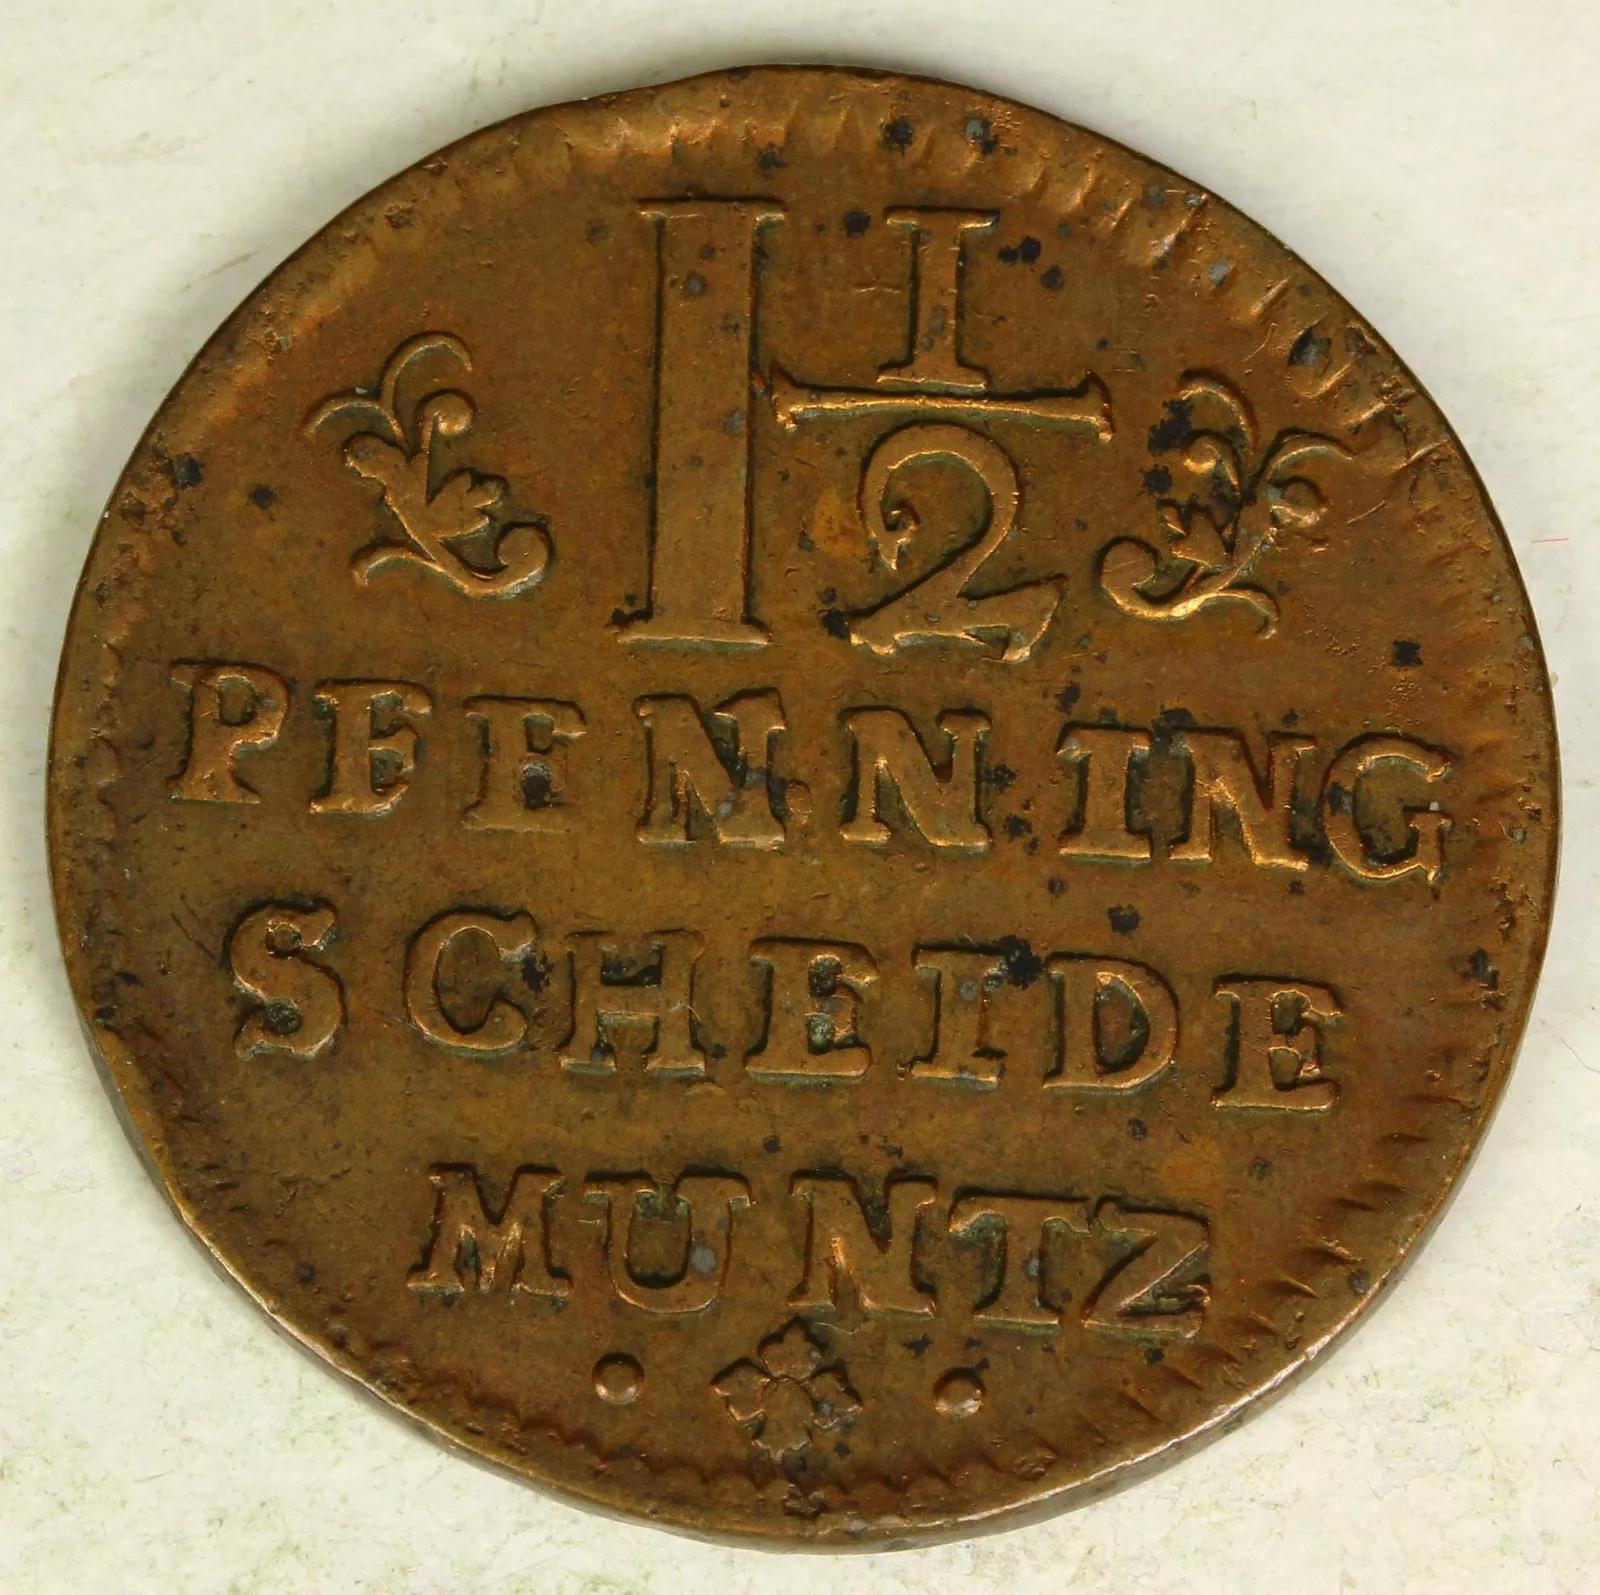 1 1/2
PFENNING
SCHEIDE
MUNTZ